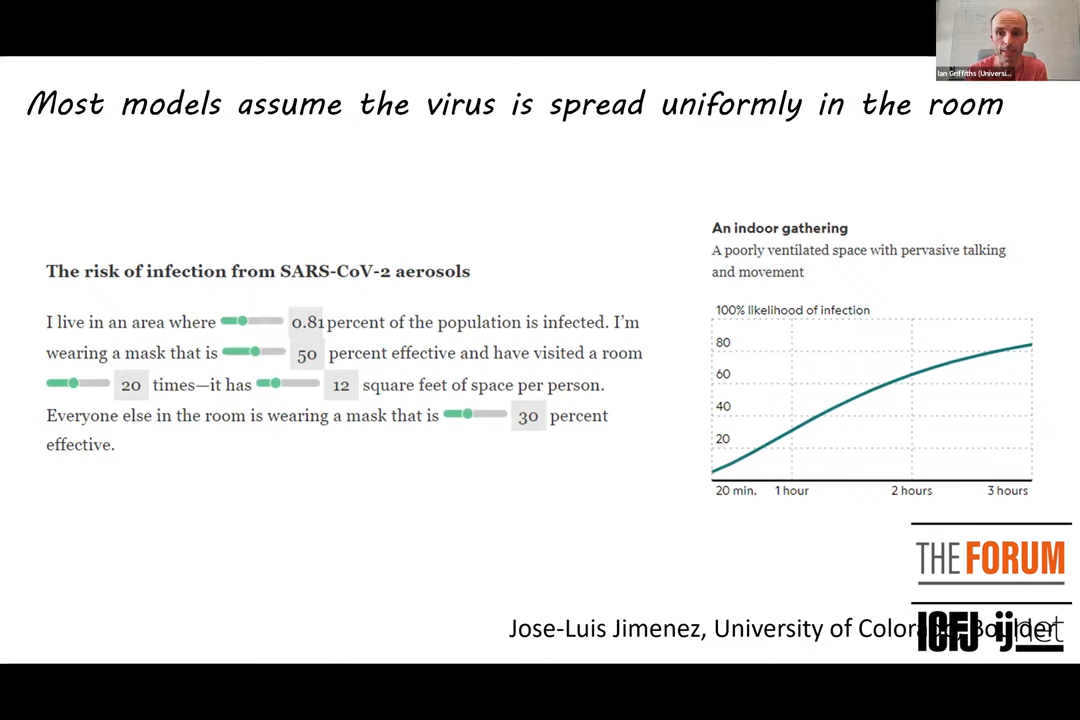 Ian Griffiths (Universi...
Most models assume the virus is spread uniformly in the room
The risk of infection from SARS-CoV-2 aerosols
I live in an area where 0.81 percent of the population is infected. I'm
wearing a mask that is 50 percent effective and have visited a room
20 times—it has 12 square feet of space per person.
Everyone else in the room is wearing a mask that is 30 percent
effective.
An indoor gathering
A poorly ventilated space with pervasive talking
and movement
100% likelihood of infection
80
60
40
20
20 min. 1 hour 2 hours 3 hours
THE FORUM
Jose-Luis Jimenez, University of Colorado, Boulder
ICFJ ijnet